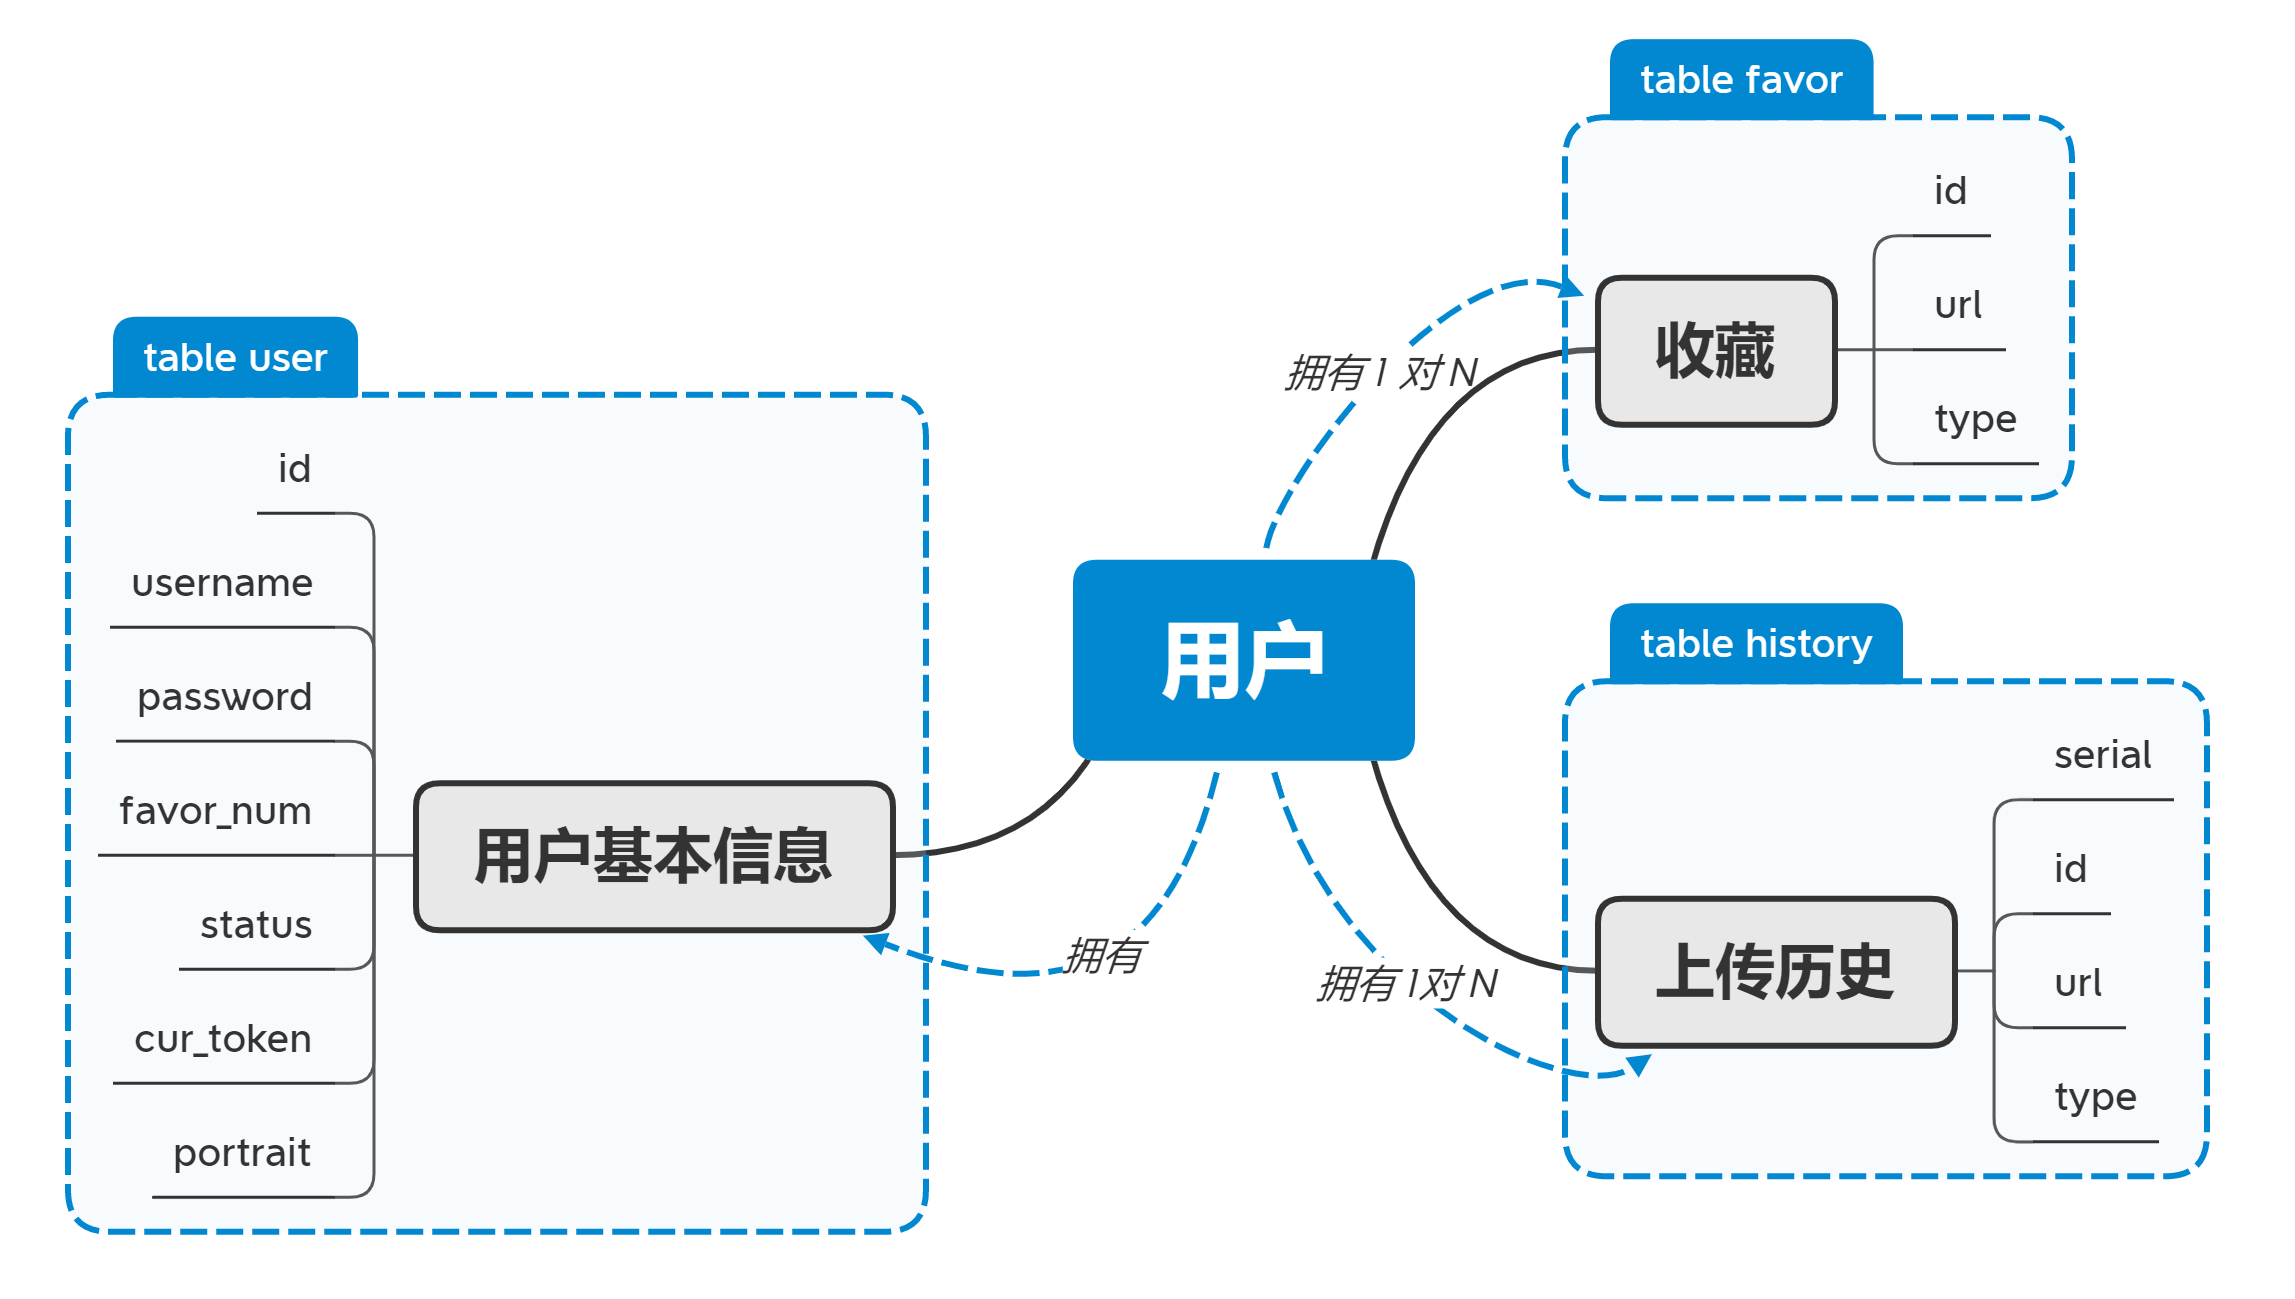 table favor
id
url
type
收藏
拥有1 对 N
table user
id
username
password
favor_num
status
cur_token
portrait
用户基本信息
用户
拥有
table history
serial
id
url
type
上传历史
拥有 1对 N